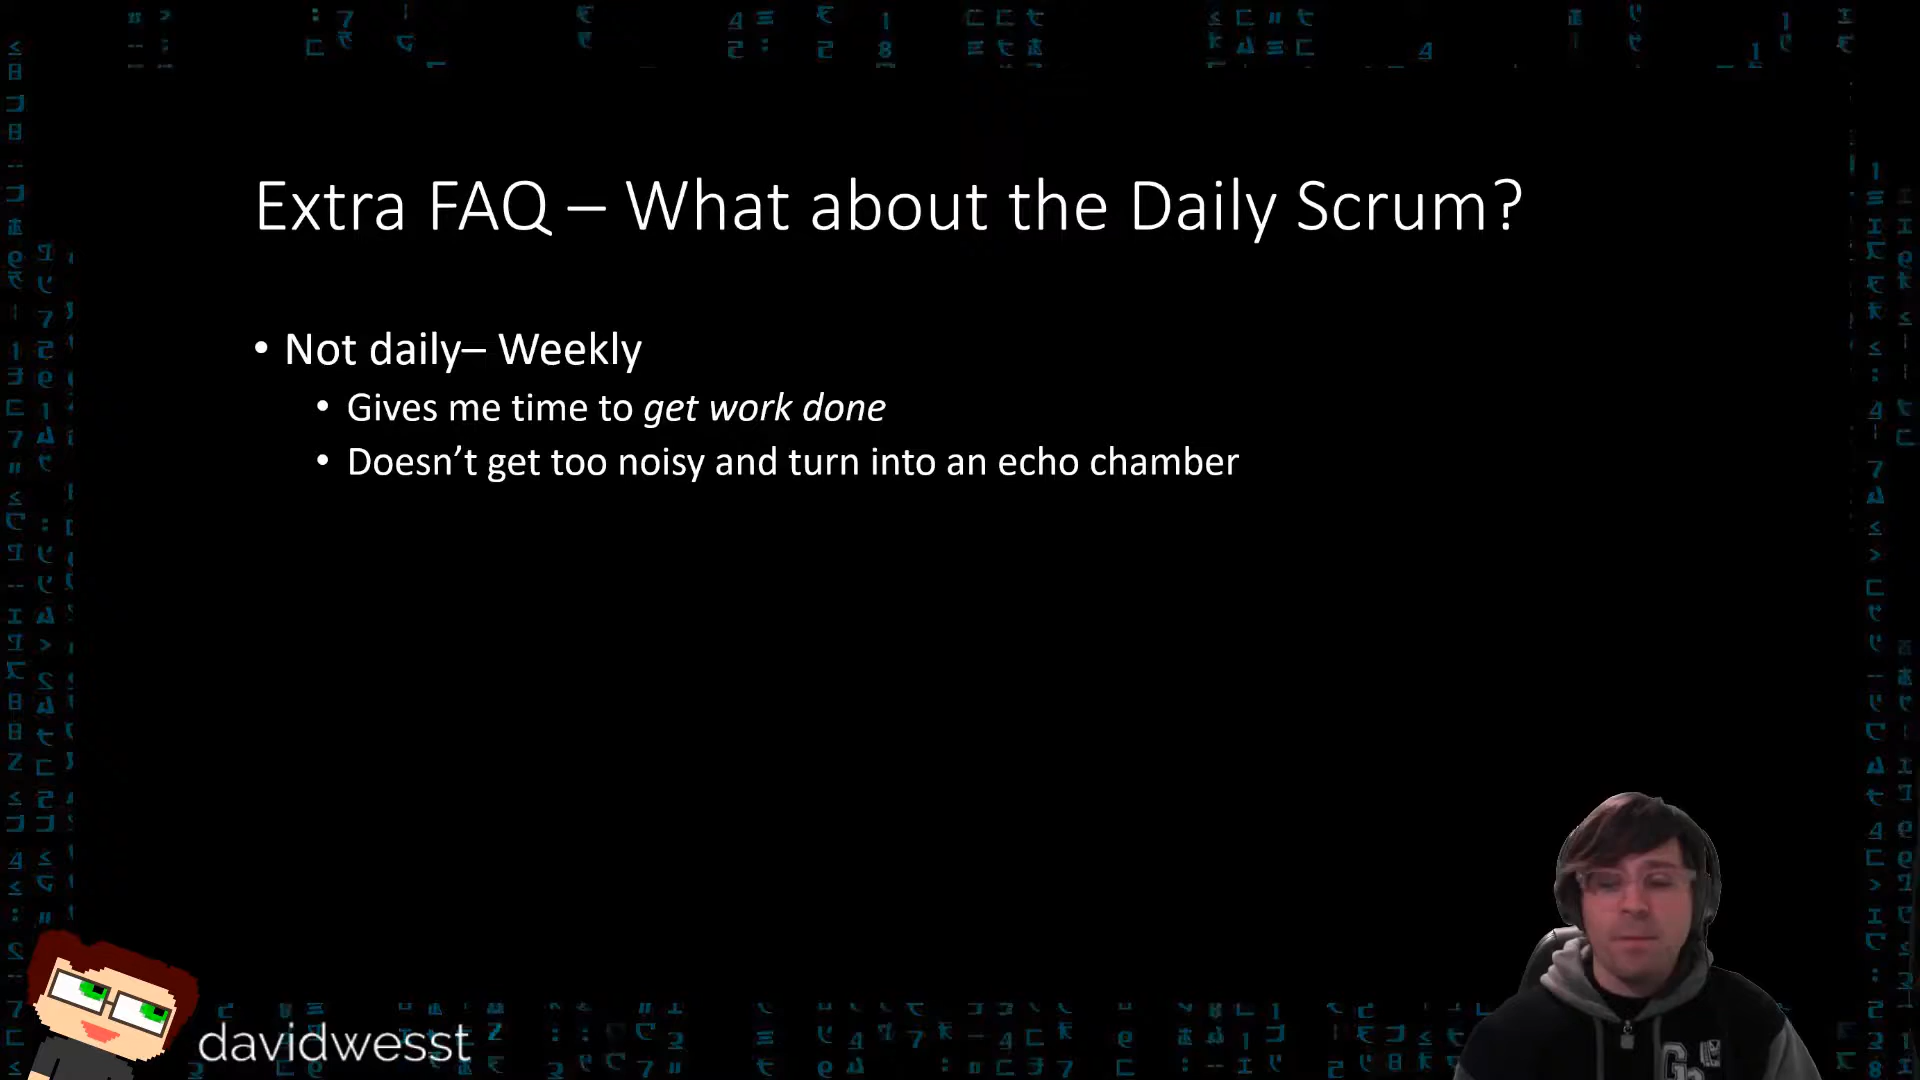 Extra FAQ – What about the Daily Scrum?
• Not daily– Weekly
• Gives me time to get work done
• Doesn’t get too noisy and turn into an echo chamber
davidwesst